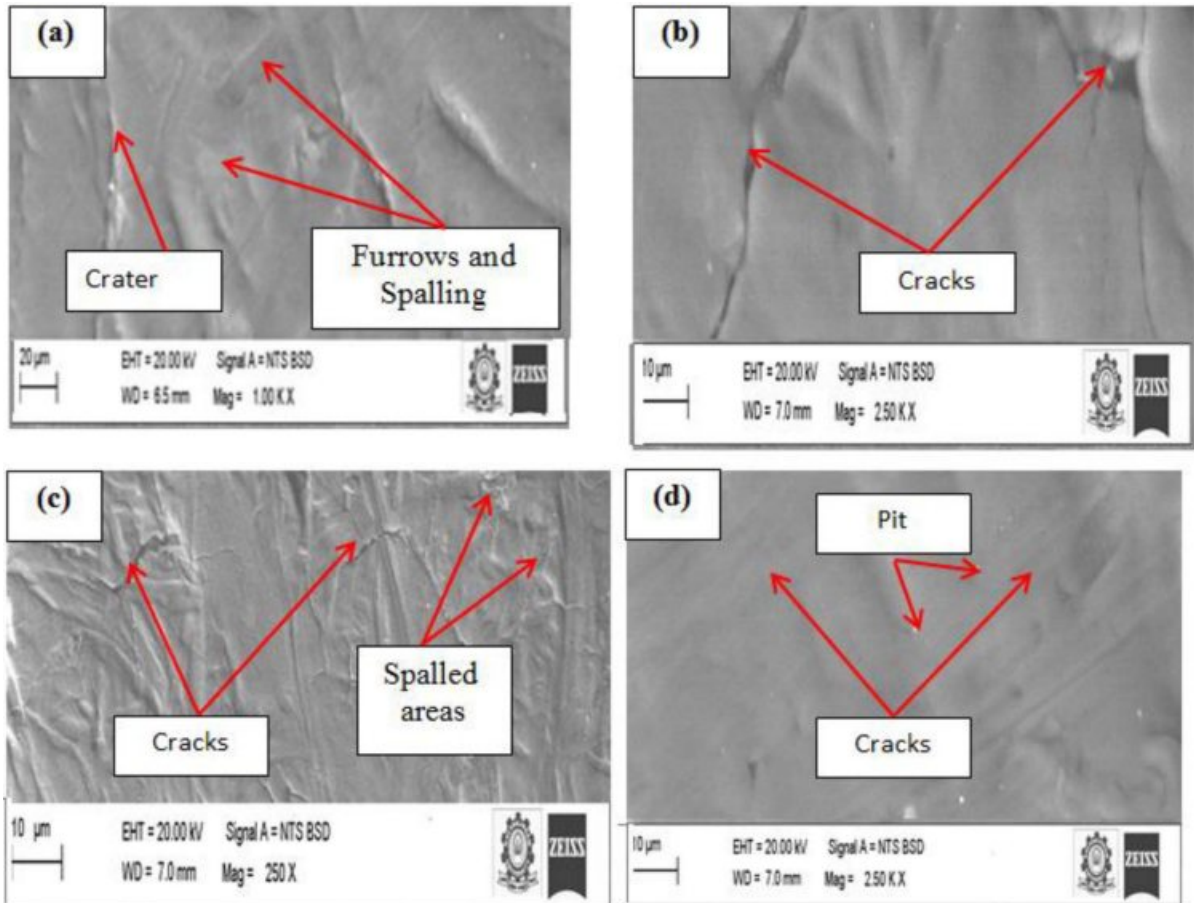 (a)
Crater
Furrows and
Spalling
20 µm
EHT = 20.00 kV Signal A = NTS BSD
WD = 6.5 mm Mag = 1.00 K X
ZEISS
(b)
Cracks
10 µm
EHT = 20.00 kV Signal A = NTS BSD
WD = 7.0 mm Mag = 2.50 K X
ZEISS
(c)
Cracks
Spalled
areas
10 µm
EHT = 20.00 kV Signal A = NTS BSD
WD = 7.0 mm Mag = 250 X
ZEISS
(d)
Pit
Cracks
10 µm
EHT = 20.00 kV Signal A = NTS BSD
WD = 7.0 mm Mag = 2.50 K X
ZEISS